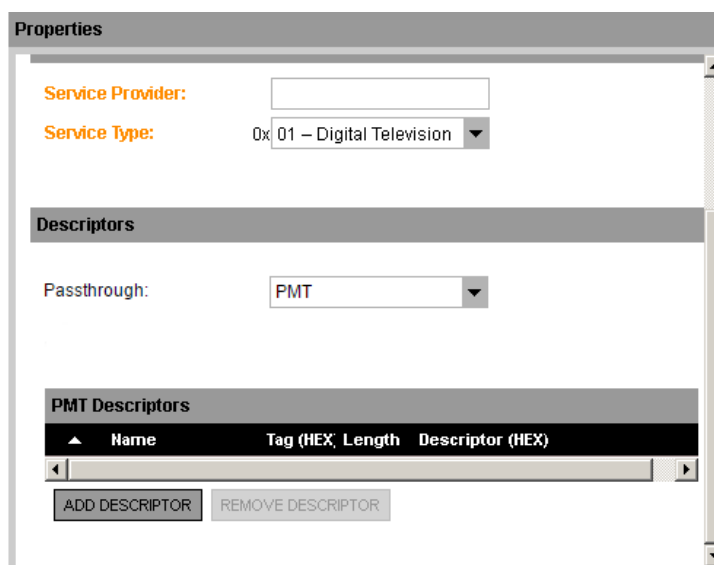 Properties
Service Provider:
Service Type: 0x 01 – Digital Television
Descriptors
Passthrough: PMT
PMT Descriptors
Name Tag (HEX) Length Descriptor (HEX)
ADD DESCRIPTOR REMOVE DESCRIPTOR